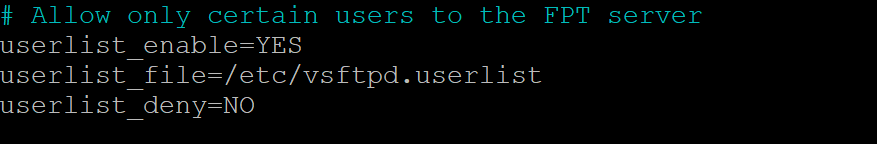 # Allow only certain users to the FPT server
userlist_enable=YES
userlist_file=/etc/vsftpd.userlist
userlist_deny=NO